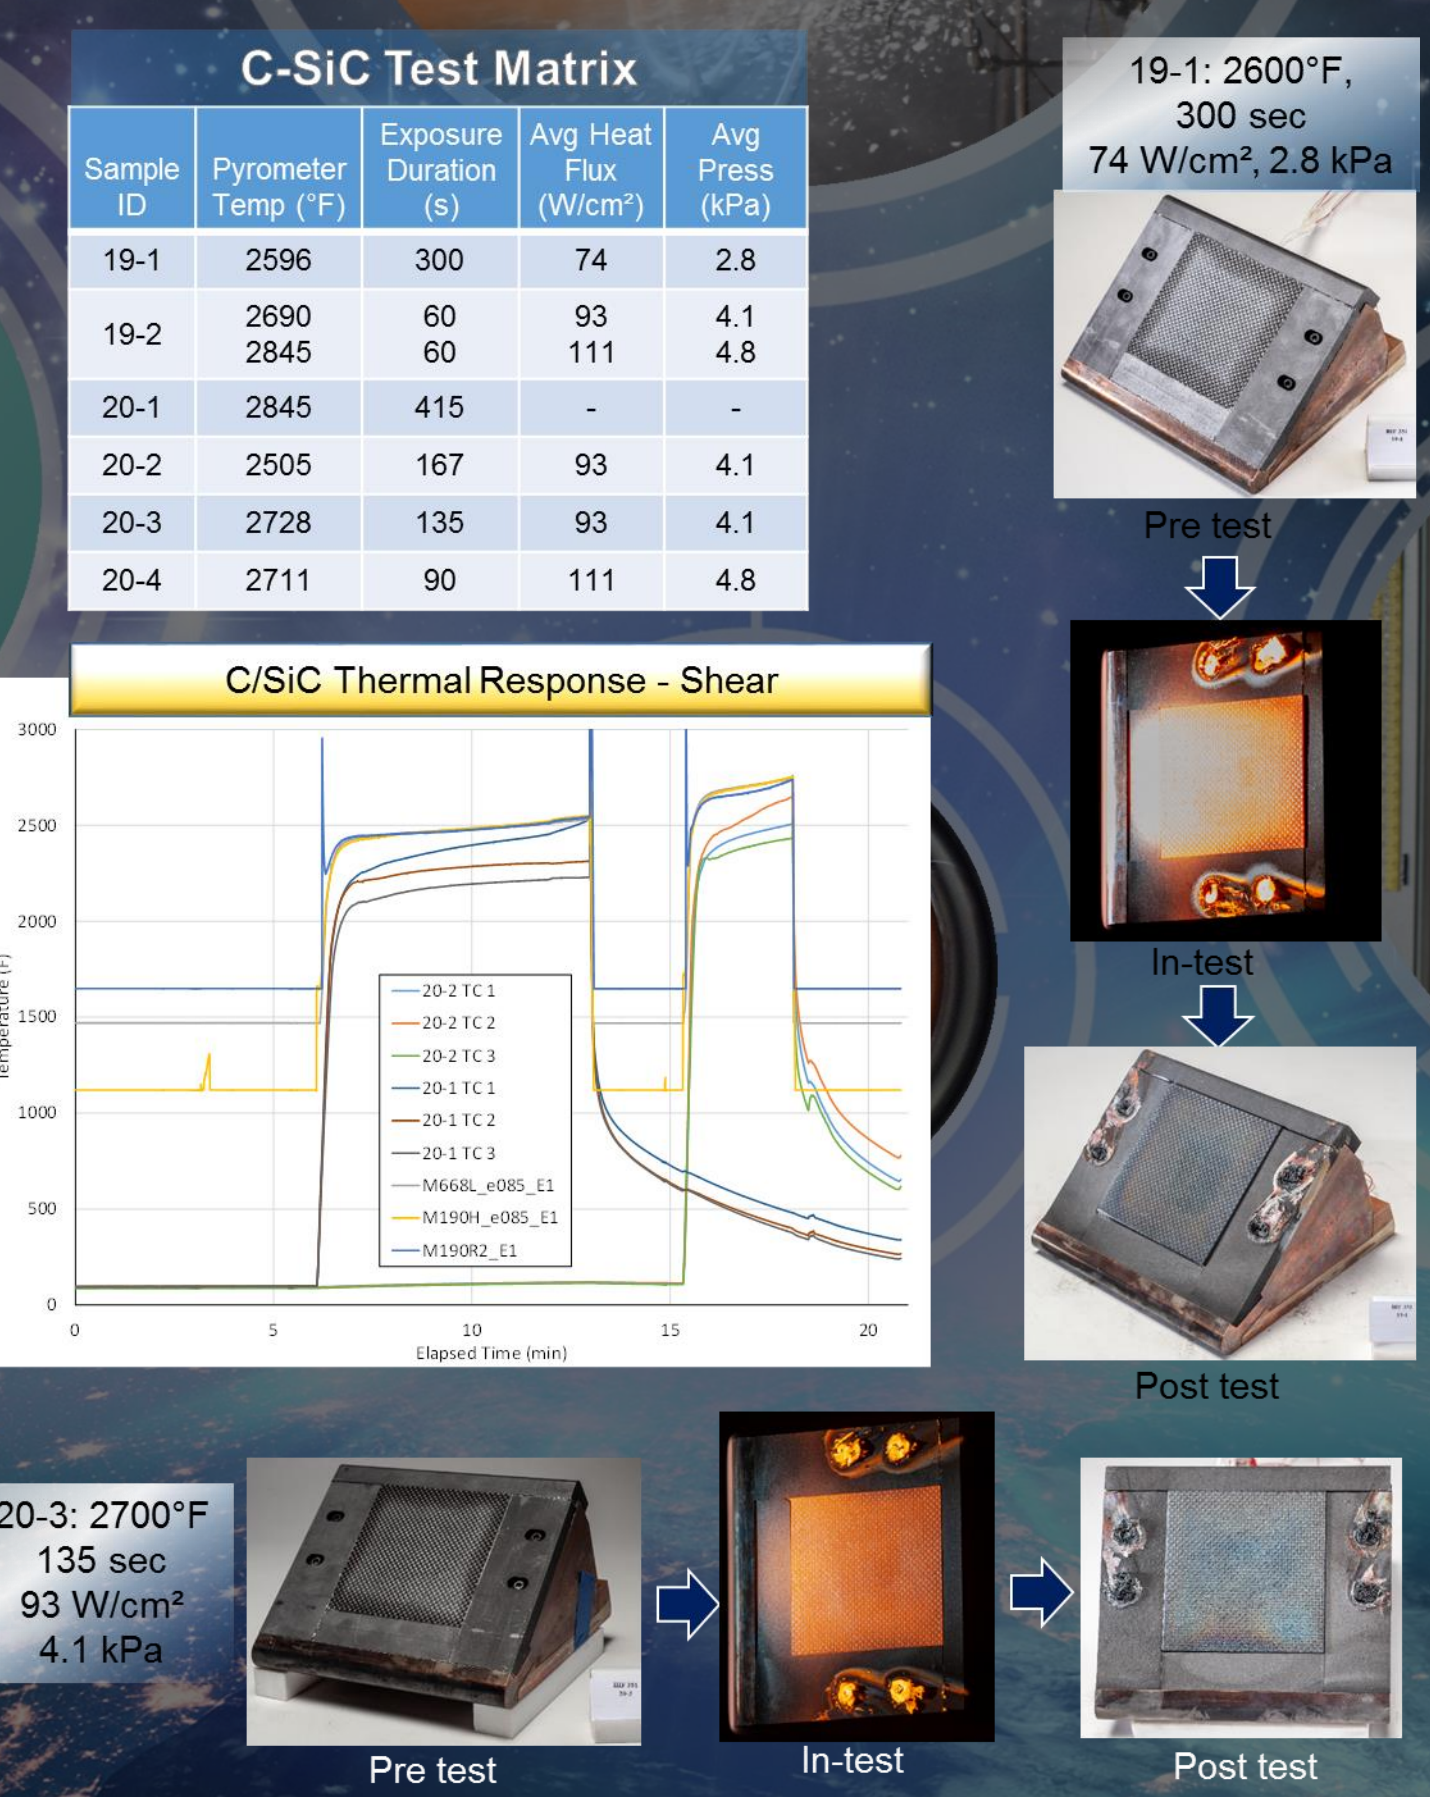 C-SiC Test Matrix
Sample ID Pyrometer Temp (°F) Exposure Duration (s) Avg Heat Flux (W/cm²) Avg Press (kPa)
19-1 2596 300 74 2.8
19-2 2690 60 93 4.1
2845 60 111 4.8
20-1 2845 415 - -
20-2 2505 167 93 4.1
20-3 2728 135 93 4.1
20-4 2711 90 111 4.8
19-1: 2600°F,
300 sec
74 W/cm², 2.8 kPa
Pre test
In-test
Post test
C/SiC Thermal Response - Shear
3000
2500
2000
1500
1000
500
0
Temperature (F)
20-2 TC 1
20-2 TC 2
20-2 TC 3
20-1 TC 1
20-1 TC 2
20-1 TC 3
M668L_e085_E1
M190H_e085_E1
M190R2_E1
0 5 10 15 20
Elapsed Time (min)
20-3: 2700°F
135 sec
93 W/cm²
4.1 kPa
Pre test
In-test
Post test